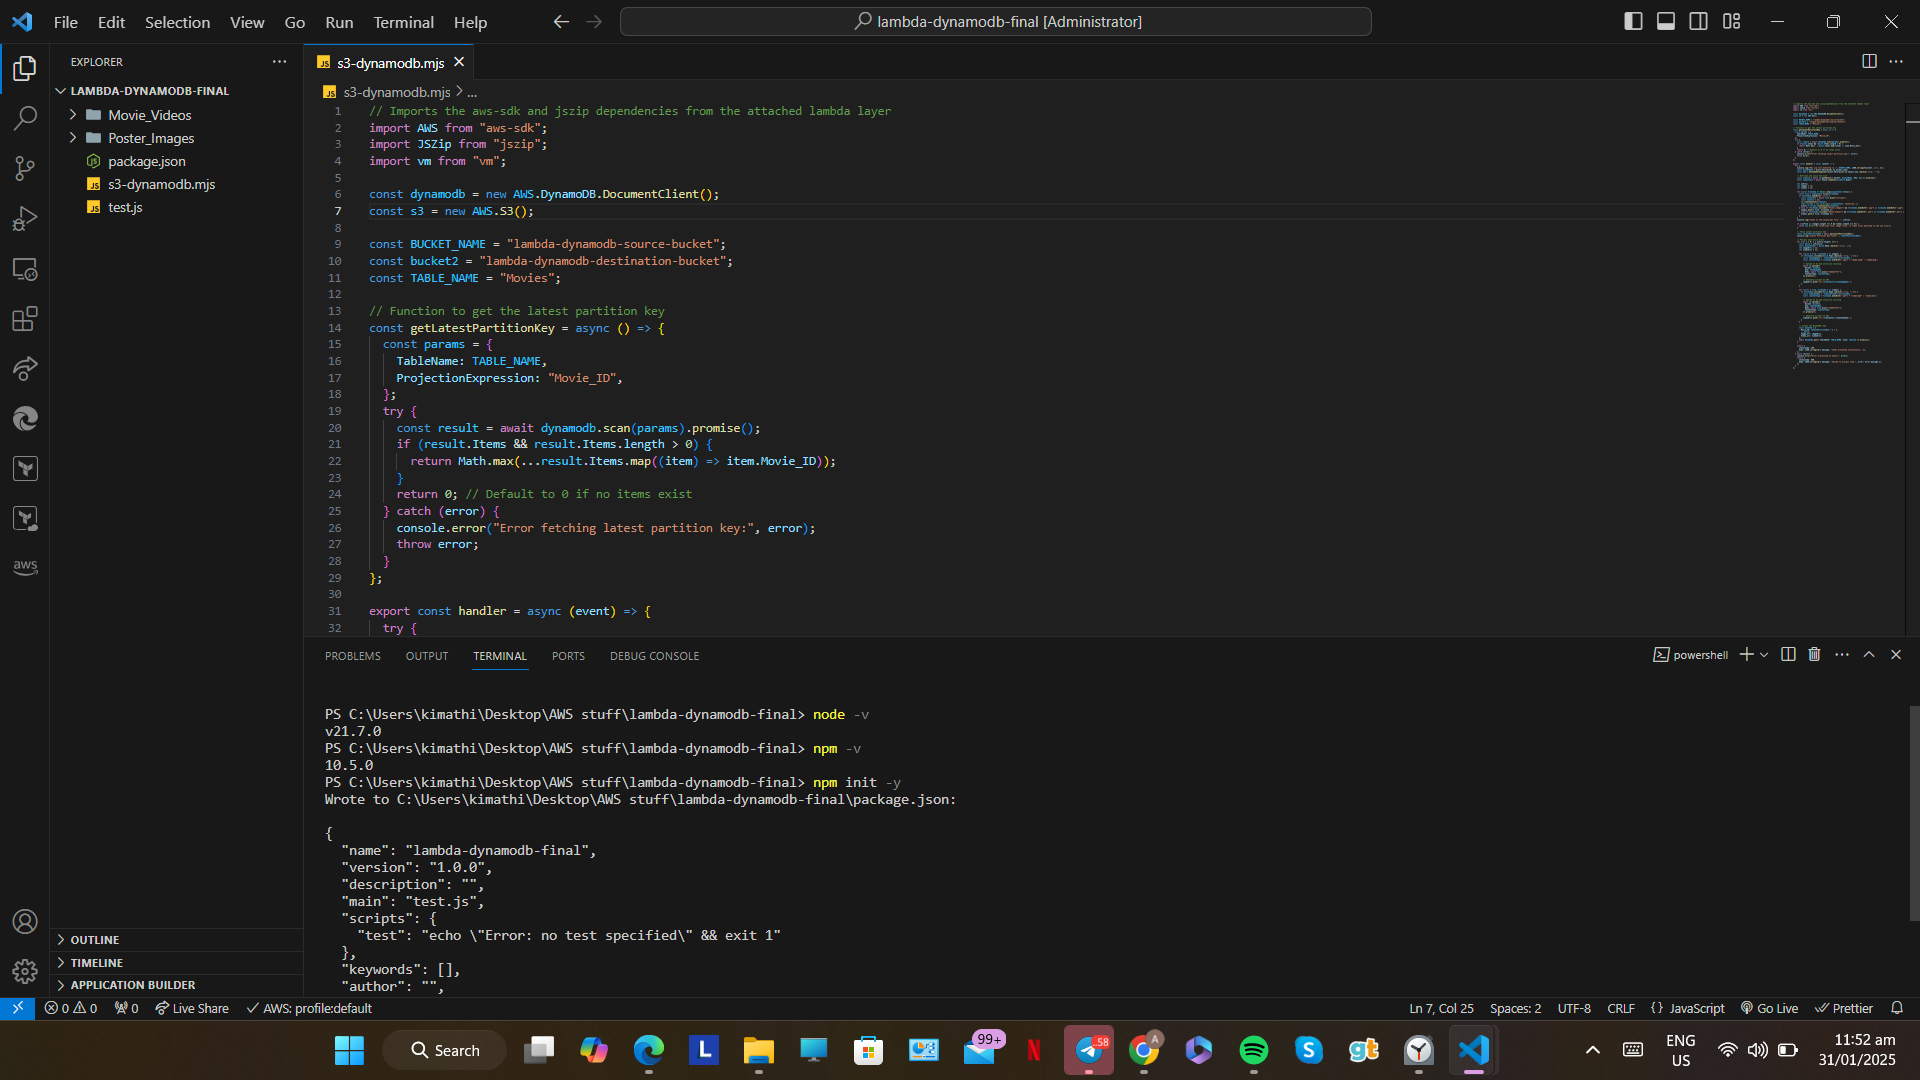 File Edit Selection View Go Run Terminal Help
lambda-dynamodb-final [Administrator]
EXPLORER
LAMBDA-DYNAMODB-FINAL
Movie_Videos
Poster_Images
package.json
s3-dynamodb.mjs
test.js
OUTLINE
TIMELINE
APPLICATION BUILDER
aws
s3-dynamodb.mjs
s3-dynamodb.mjs > ...
1 // Imports the aws-sdk and jszip dependencies from the attached lambda layer
2 import AWS from "aws-sdk";
3 import JSZip from "jszip";
4 import vm from "vm";
5
6 const dynamodb = new AWS.DynamoDB.DocumentClient();
7 const s3 = new AWS.S3();
8
9 const BUCKET_NAME = "lambda-dynamodb-source-bucket";
10 const bucket2 = "lambda-dynamodb-destination-bucket";
11 const TABLE_NAME = "Movies";
12
13 // Function to get the latest partition key
14 const getLatestPartitionKey = async () => {
15 const params = {
16 TableName: TABLE_NAME,
17 ProjectionExpression: "Movie_ID",
18 };
19 try {
20 const result = await dynamodb.scan(params).promise();
21 if (result.Items && result.Items.length > 0) {
22 return Math.max(...result.Items.map((item) => item.Movie_ID));
23 }
24 return 0; // Default to 0 if no items exist
25 } catch (error) {
26 console.error("Error fetching latest partition key:", error);
27 throw error;
28 }
29 };
30
31 export const handler = async (event) => {
32 try {
PROBLEMS OUTPUT TERMINAL PORTS DEBUG CONSOLE
powershell
PS C:\Users\kimathi\Desktop\AWS stuff\lambda-dynamodb-final> node -v
v21.7.0
PS C:\Users\kimathi\Desktop\AWS stuff\lambda-dynamodb-final> npm -v
10.5.0
PS C:\Users\kimathi\Desktop\AWS stuff\lambda-dynamodb-final> npm init -y
Wrote to C:\Users\kimathi\Desktop\AWS stuff\lambda-dynamodb-final\package.json:
{
"name": "lambda-dynamodb-final",
"version": "1.0.0",
"description": "",
"main": "test.js",
"scripts": {
"test": "echo \"Error: no test specified\" && exit 1"
},
"keywords": [],
"author": "",
0 0 0 Live Share AWS: profile:default
Ln 7, Col 25 Spaces: 2 UTF-8 CRLF {} JavaScript Go Live Prettier
Search
L
99+
N
..58
A
S
gt
ENG
US
11:52 am
31/01/2025